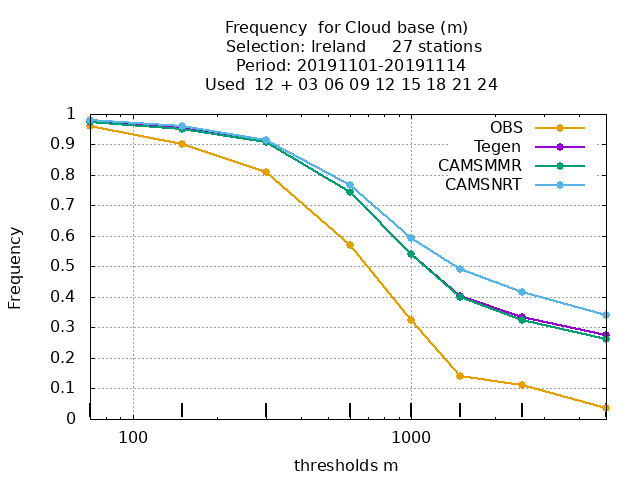 Frequency  for Cloud base (m)
Selection: Ireland     27 stations
Period: 20191101-20191114
Used  12 + 03 06 09 12 15 18 21 24
OBS
Tegen
CAMSMMR
CAMSNRT
1
0.9
0.8
0.7
0.6
0.5
0.4
0.3
0.2
0.1
0
Frequency
100 1000
thresholds m